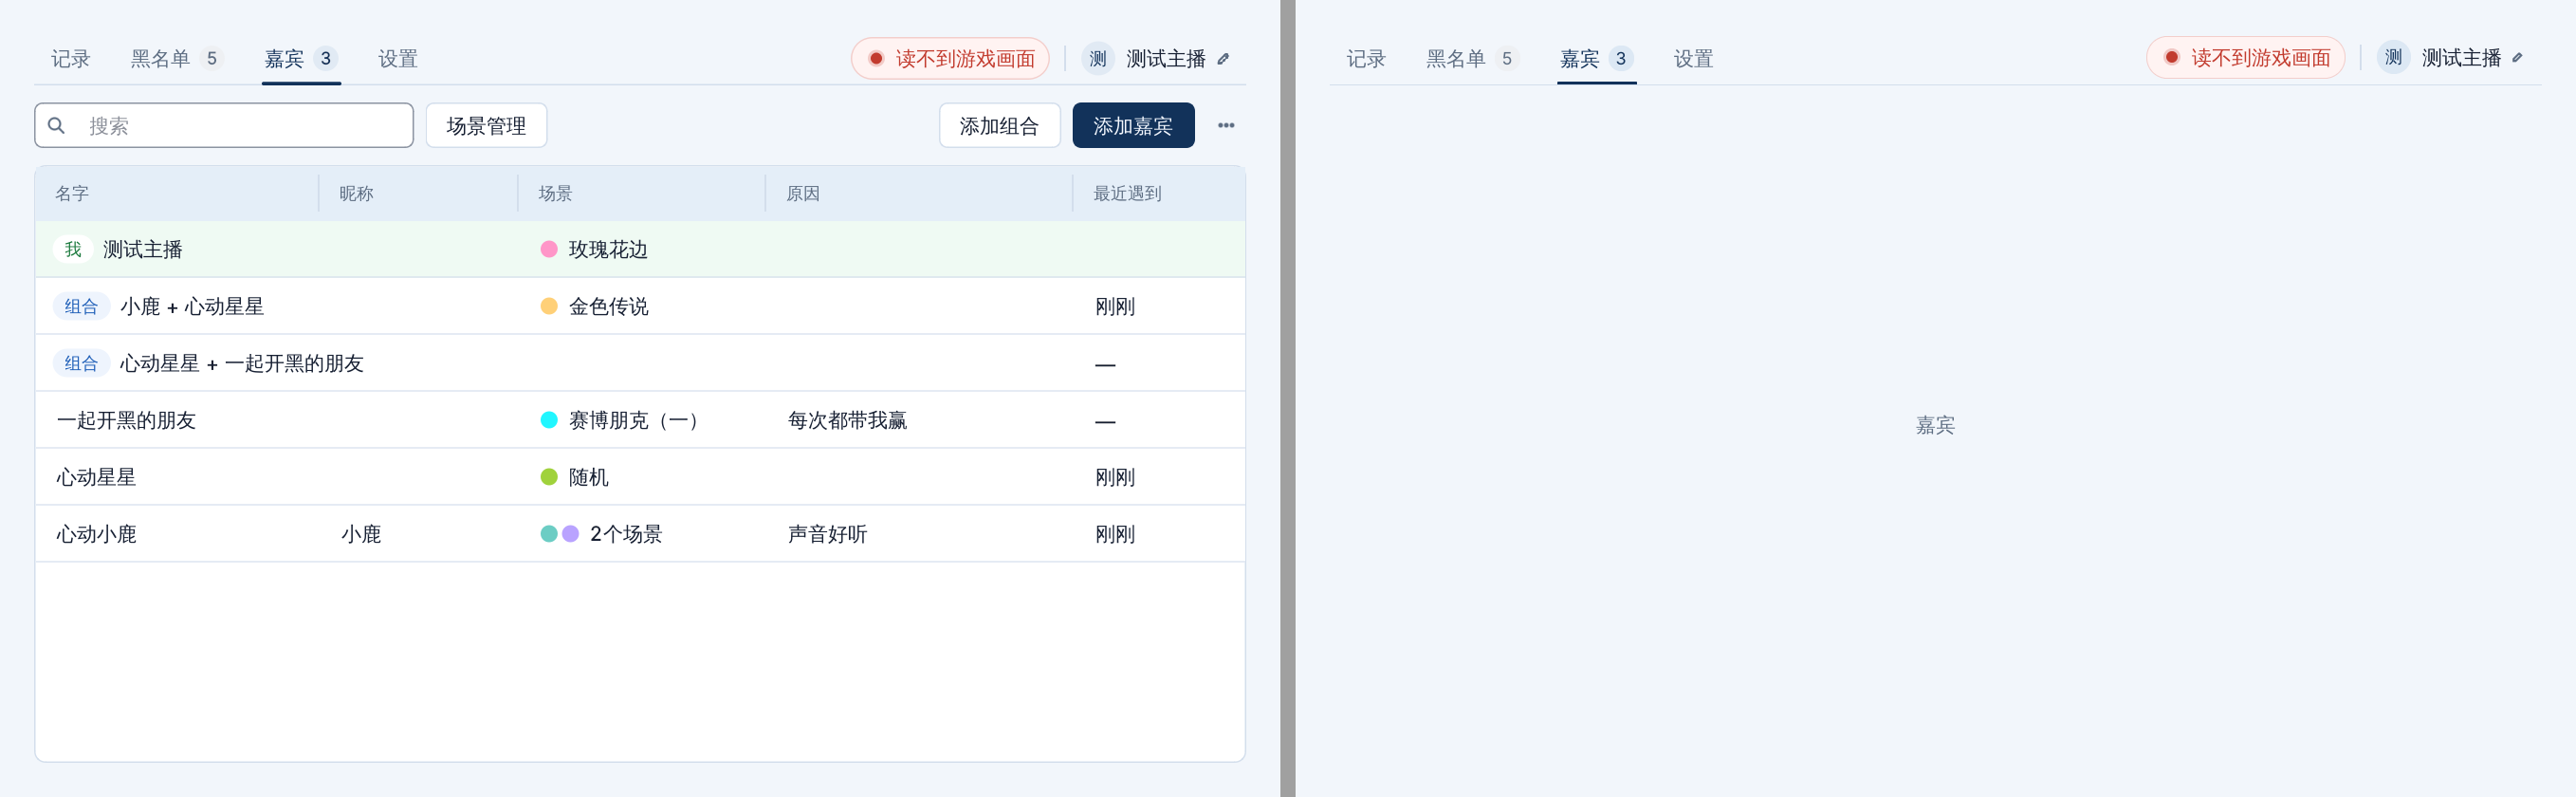 记录 黑名单 5 嘉宾 3 设置 读不到游戏画面 测 测试主播
搜索 场景管理 添加组合 添加嘉宾
名字 昵称 场景 原因 最近遇到
我 测试主播 玫瑰花边
组合 小鹿 + 心动星星 金色传说 刚刚
组合 心动星星 + 一起开黑的朋友 —
一起开黑的朋友 赛博朋克（一） 每次都带我赢 —
心动星星 随机 刚刚
心动小鹿 小鹿 2个场景 声音好听 刚刚
记录 黑名单 5 嘉宾 3 设置 读不到游戏画面 测 测试主播
嘉宾